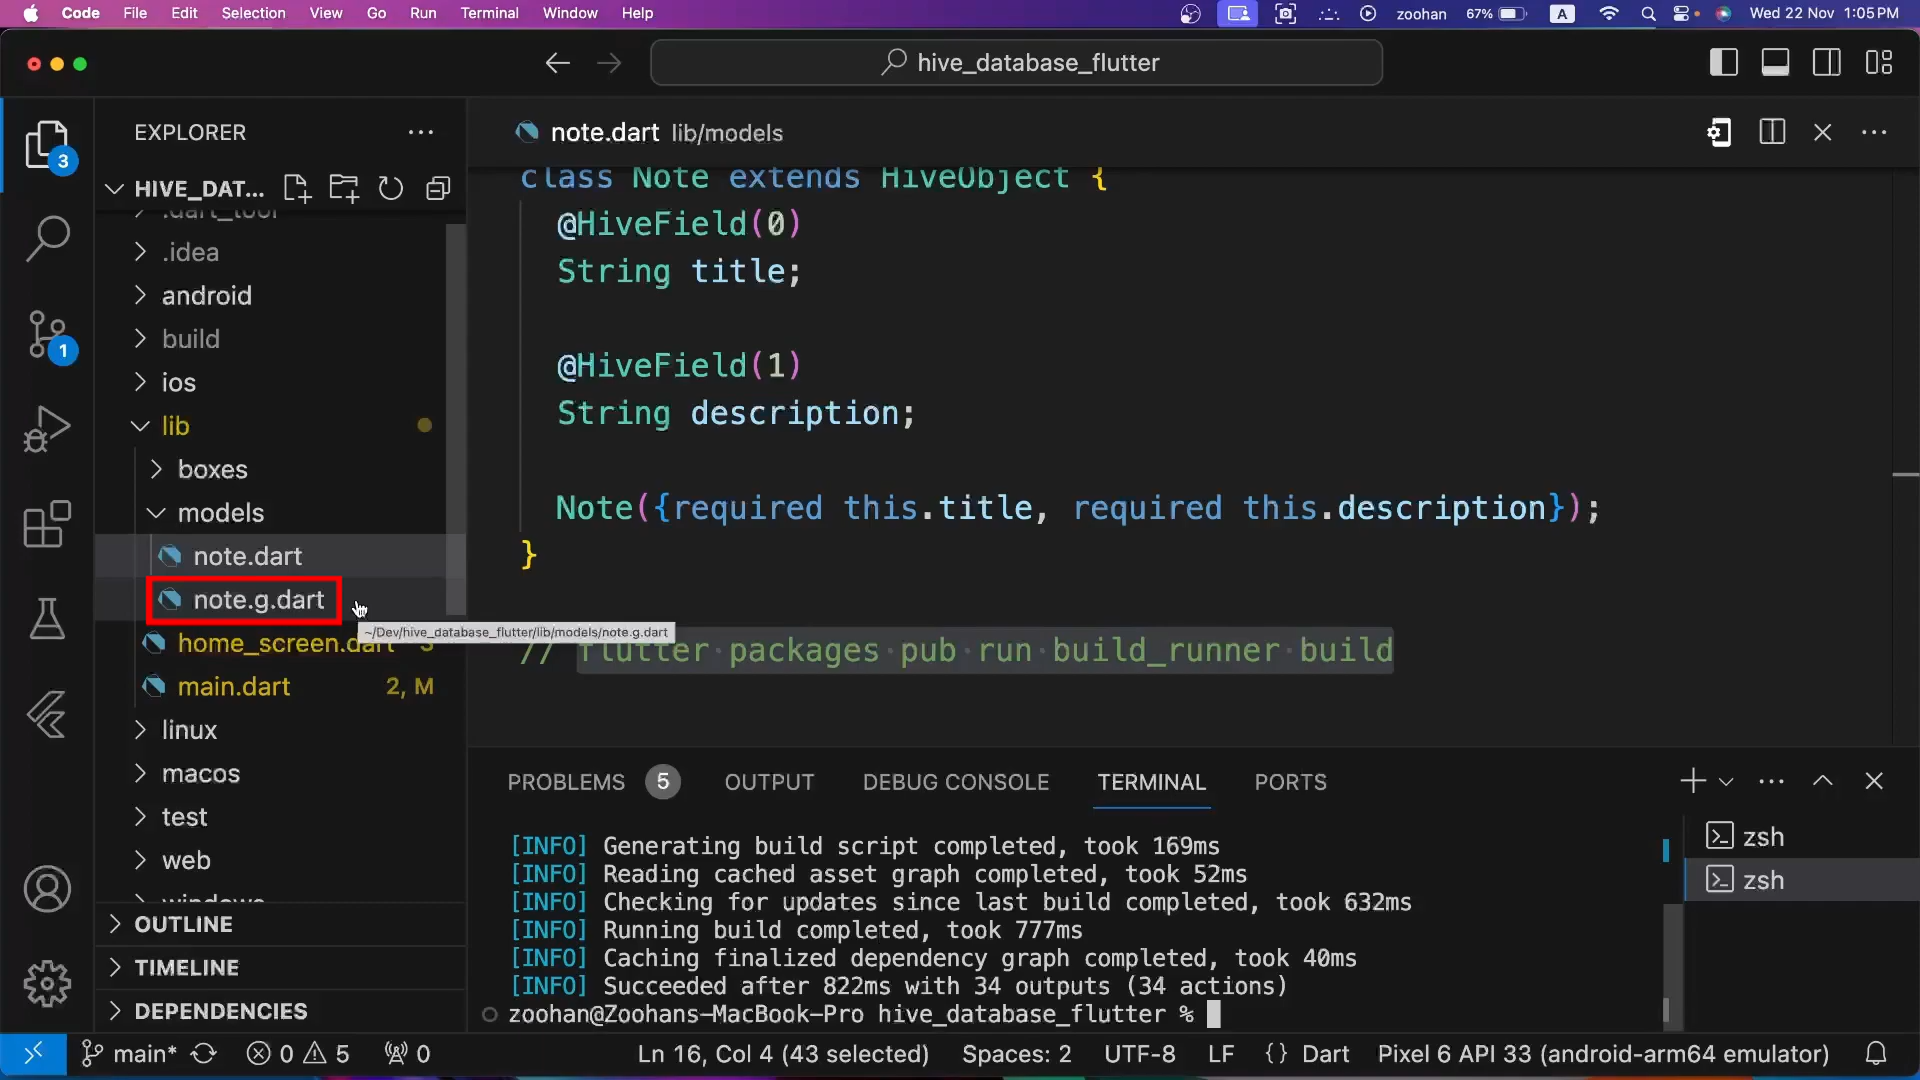 Code File Edit Selection View Go Run Terminal Window Help zoohan 67% A Wed 22 Nov 1:05 PM
hive_database_flutter
EXPLORER
HIVE_DAT...
.dart_tool
.idea
android
build
ios
lib
boxes
models
note.dart
note.g.dart
~/Dev/hive_database_flutter/lib/models/note.g.dart
home_screen.dart 3
main.dart 2, M
linux
macos
test
web
windows
OUTLINE
TIMELINE
DEPENDENCIES
3
1
note.dart lib/models
class Note extends HiveObject {
@HiveField(0)
String title;
@HiveField(1)
String description;
Note({required this.title, required this.description});
}
// flutter packages pub run build_runner build
PROBLEMS 5 OUTPUT DEBUG CONSOLE TERMINAL PORTS
[INFO] Generating build script completed, took 169ms
[INFO] Reading cached asset graph completed, took 52ms
[INFO] Checking for updates since last build completed, took 632ms
[INFO] Running build completed, took 777ms
[INFO] Caching finalized dependency graph completed, took 40ms
[INFO] Succeeded after 822ms with 34 outputs (34 actions)
zoohan@Zoohans-MacBook-Pro hive_database_flutter %
zsh
zsh
main* 0 5 0 Ln 16, Col 4 (43 selected) Spaces: 2 UTF-8 LF {} Dart Pixel 6 API 33 (android-arm64 emulator)